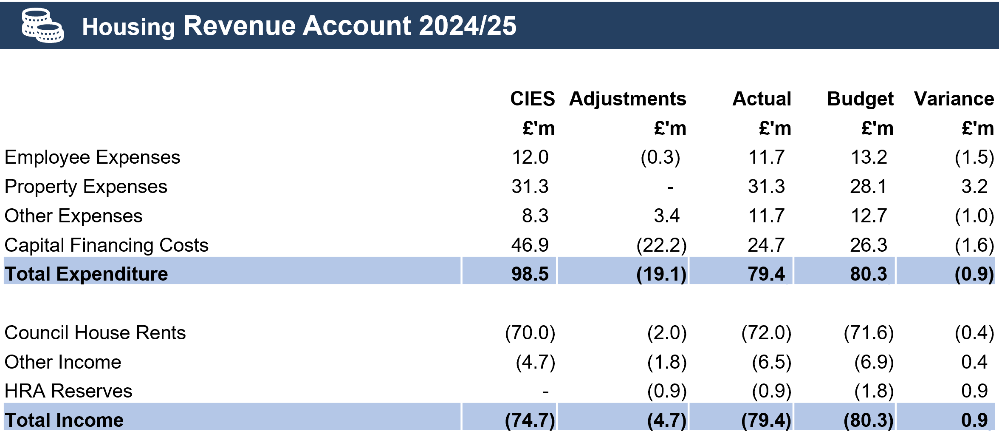 Housing Revenue Account 2024/25
CIES Adjustments Actual Budget Variance
£'m £'m £'m £'m £'m
Employee Expenses 12.0 (0.3) 11.7 13.2 (1.5)
Property Expenses 31.3 - 31.3 28.1 3.2
Other Expenses 8.3 3.4 11.7 12.7 (1.0)
Capital Financing Costs 46.9 (22.2) 24.7 26.3 (1.6)
Total Expenditure 98.5 (19.1) 79.4 80.3 (0.9)
Council House Rents (70.0) (2.0) (72.0) (71.6) (0.4)
Other Income (4.7) (1.8) (6.5) (6.9) 0.4
HRA Reserves - (0.9) (0.9) (1.8) 0.9
Total Income (74.7) (4.7) (79.4) (80.3) 0.9